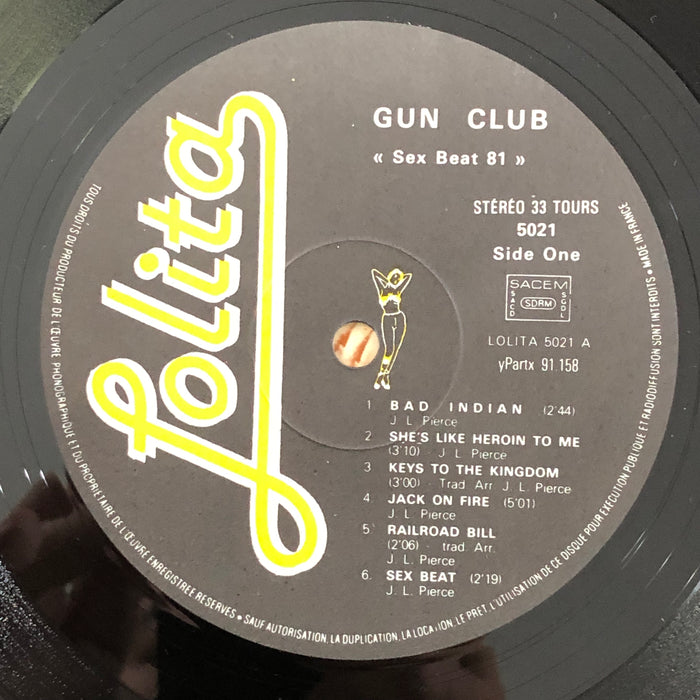 Lolita
GUN CLUB
« Sex Beat 81 »
STÉRÉO 33 TOURS
5021
Side One
SACEM
SACD
SDRM
SGDL
LOLITA 5021 A
yPartx 91.158
1. BAD INDIAN (2'44)
J. L. Pierce
2. SHE'S LIKE HEROIN TO ME
(3'10) - J. L. Pierce
3. KEYS TO THE KINGDOM
(3'00) - Trad. Arr. J. L. Pierce
4. JACK ON FIRE (5'01)
J. L. Pierce
5. RAILROAD BILL
(2'06) - trad. Arr.
J. L. Pierce
6. SEX BEAT (2'19)
J. L. Pierce
TOUS DROITS DU PRODUCTEUR DE L'ŒUVRE PHONOGRAPHIQUE ET DU PROPRIETAIRE DE L'ŒUVRE ENREGISTREE RESERVES • SAUF AUTORISATION, LA DUPLICATION, LA LOCATION, LE PRET, L'UTILISATION DE CE DISQUE POUR EXECUTION PUBLIQUE ET RADIODIFFUSION SONT INTERDITS • MADE IN FRANCE •